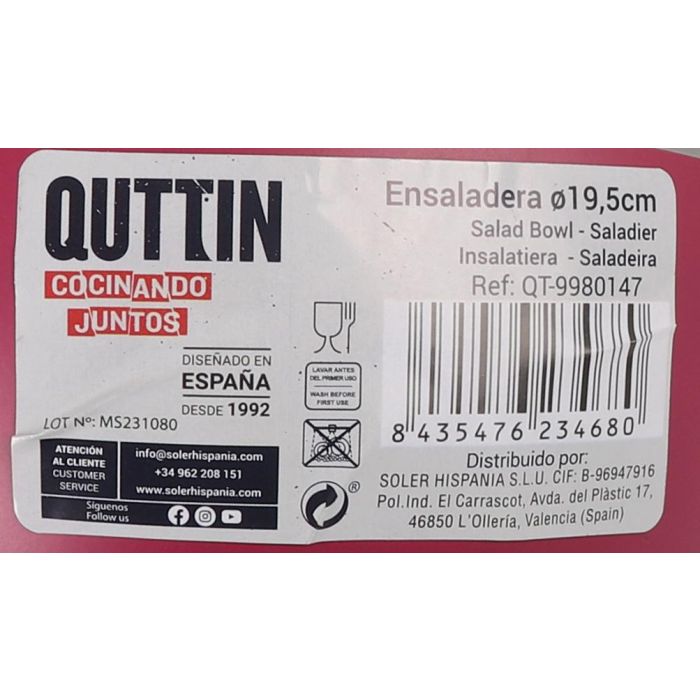 QUTTIN
COCINANDO
JUNTOS
DISEÑADO EN
ESPAÑA
DESDE 1992
LOT Nº: MS231080
ATENCIÓN
AL CLIENTE
CUSTOMER
SERVICE
info@solerhispania.com
+34 962 208 151
www.solerhispania.com
Síguenos
Follow us
LAVAR ANTES
DEL PRIMER USO
WASH BEFORE
FIRST USE
®
Ensaladera ø19,5cm
Salad Bowl - Saladier
Insalatiera - Saladeira
Ref: QT-9980147
8 435476 234680
Distribuido por:
SOLER HISPANIA S.L.U. CIF: B-96947916
Pol.Ind. El Carrascot, Avda. del Plàstic 17,
46850 L'Ollería, Valencia (Spain)